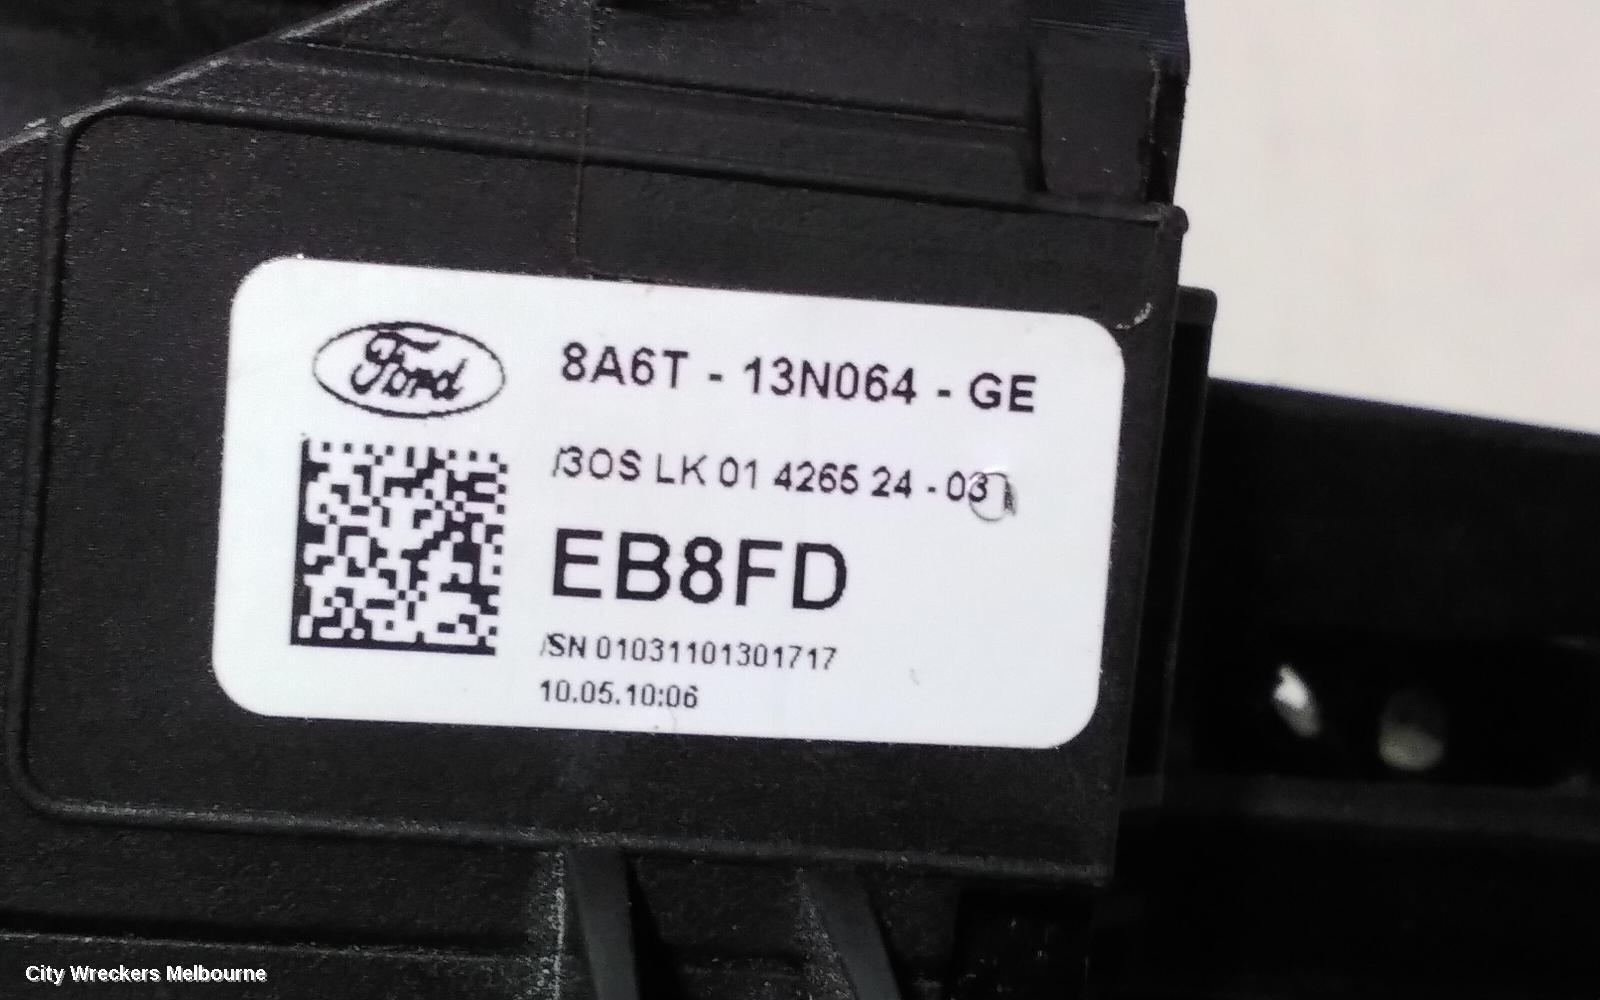 Ford
8A6T - 13N064 - GE
/3OS LK 01 4265 24 - 03
EB8FD
/SN 01031101301717
10.05.10:06
City Wreckers Melbourne